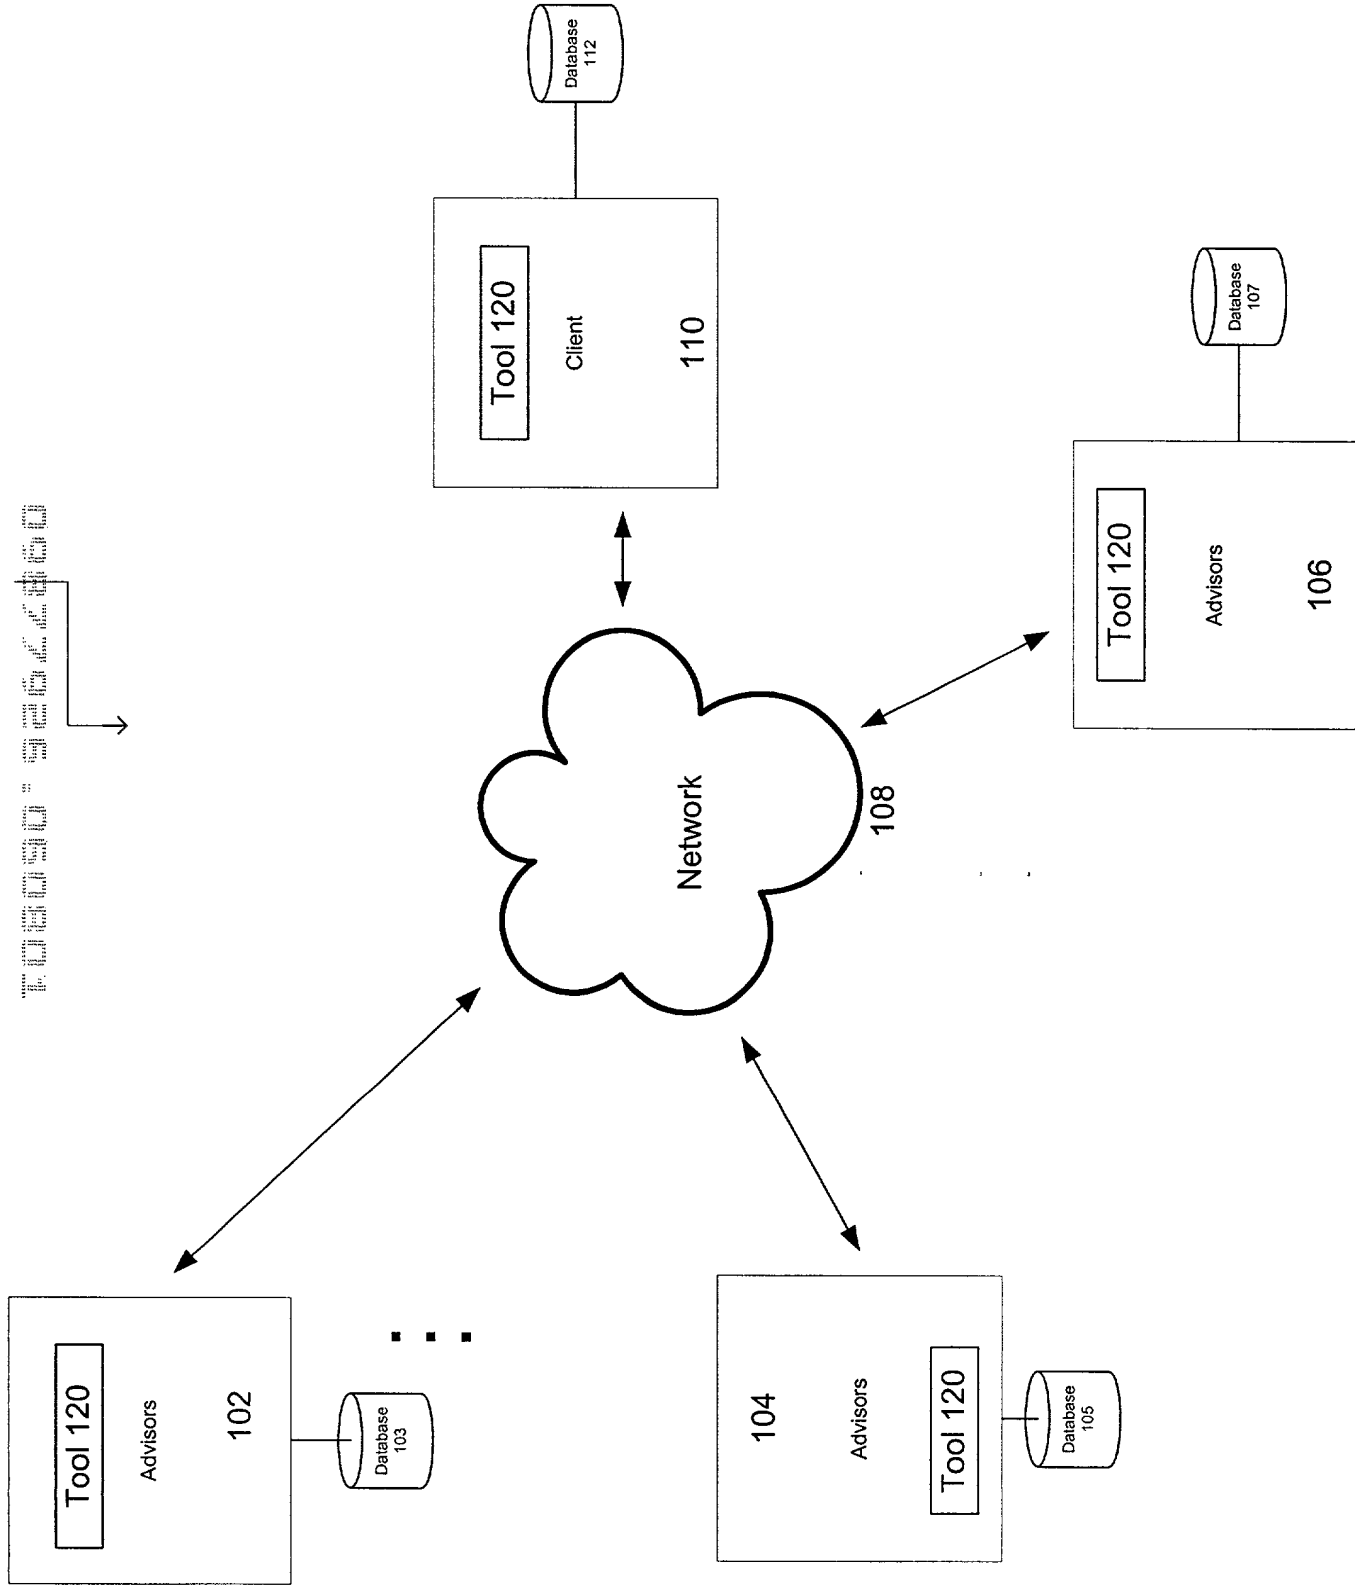 Tool 120
Advisors
102
Database
103
Tool 120
Client
110
Database
112
Network
108
104
Advisors
Tool 120
Database
105
Tool 120
Advisors
106
Database
107